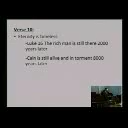 Verse 18:
• Eternity is timeless
-Luke 16 The rich man is still there 2000
years later
-Cain is still alive and in torment 6000
years later